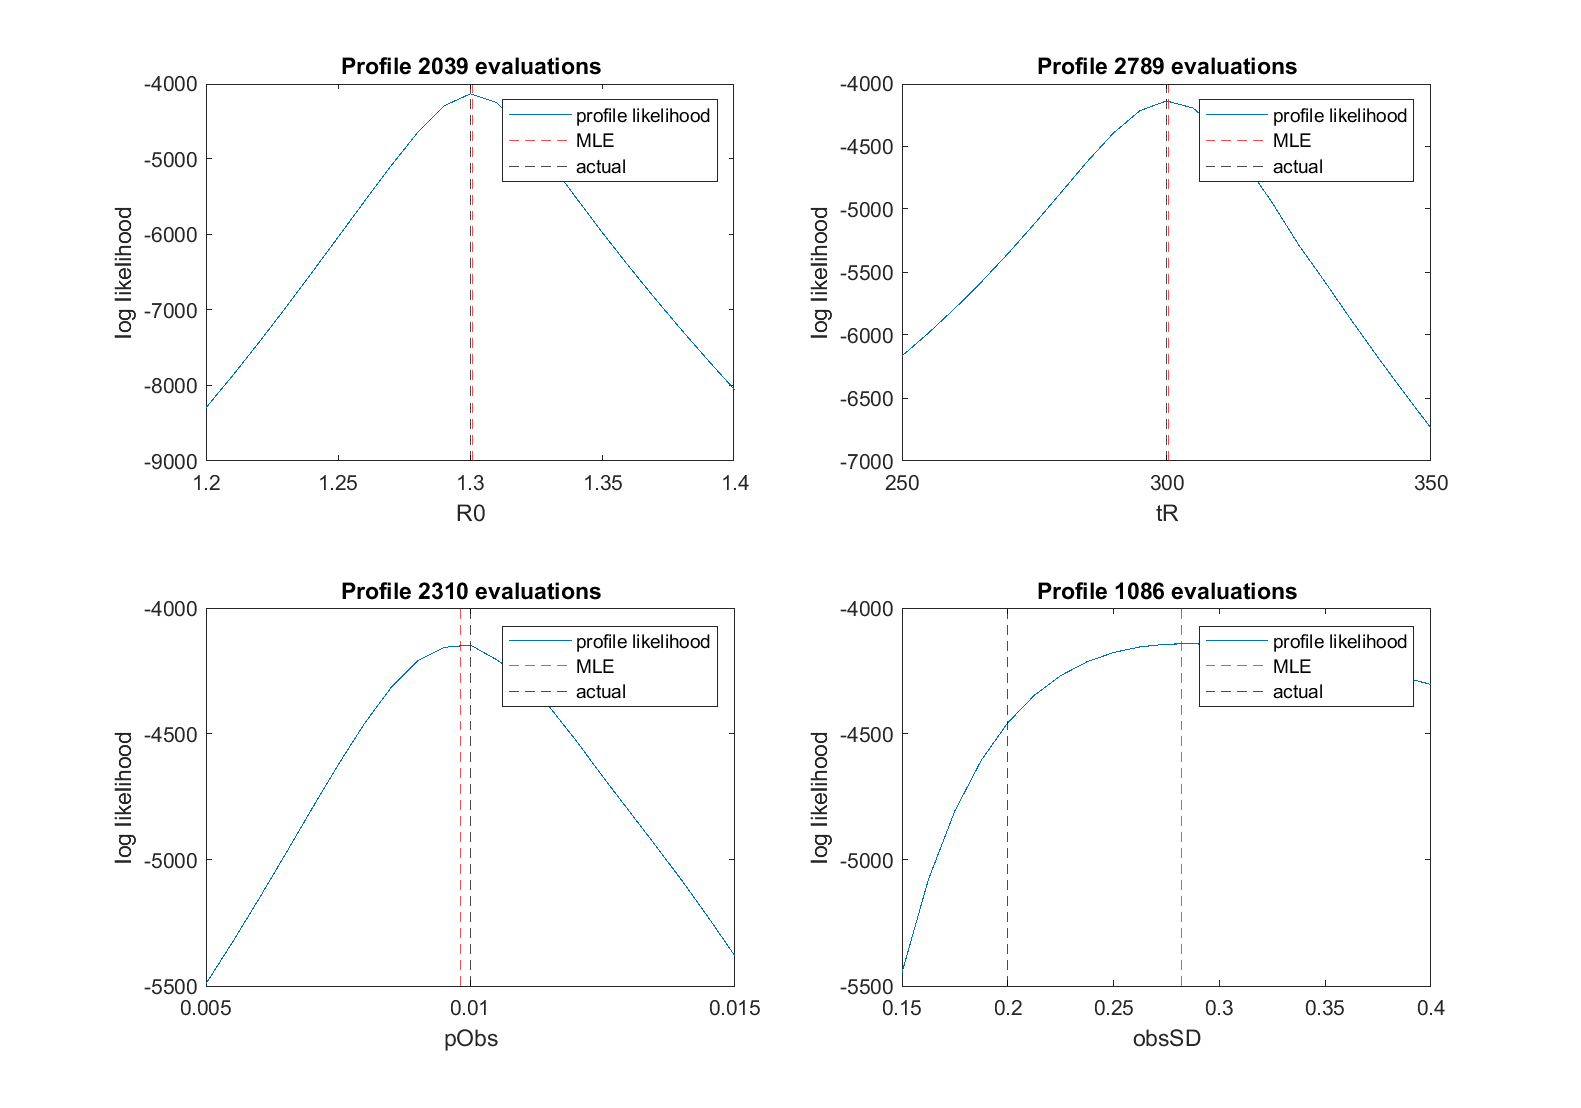 Profile 2039 evaluations
-4000
-5000
-6000
-7000
-8000
-9000
log likelihood
1.2
1.25
1.3
1.35
1.4
R0
profile likelihood
MLE
actual
Profile 2789 evaluations
-4000
-4500
-5000
-5500
-6000
-6500
-7000
log likelihood
250
300
350
tR
profile likelihood
MLE
actual
Profile 2310 evaluations
-4000
-4500
-5000
-5500
log likelihood
0.005
0.01
0.015
pObs
profile likelihood
MLE
actual
Profile 1086 evaluations
-4000
-4500
-5000
-5500
log likelihood
0.15
0.2
0.25
0.3
0.35
0.4
obsSD
profile likelihood
MLE
actual